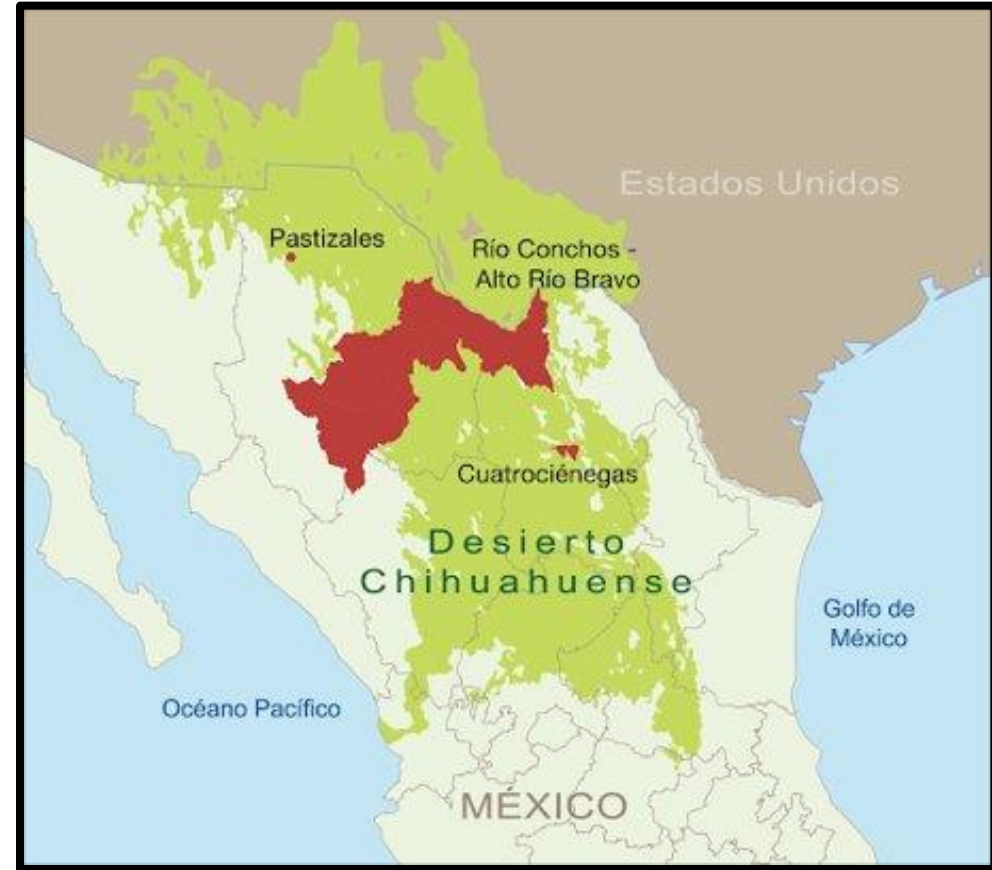 Estados Unidos
Pastizales
Río Conchos -
Alto Río Bravo
Cuatrociénegas
Desierto
Chihuahuense
Golfo de
México
Océano Pacífico
MÉXICO